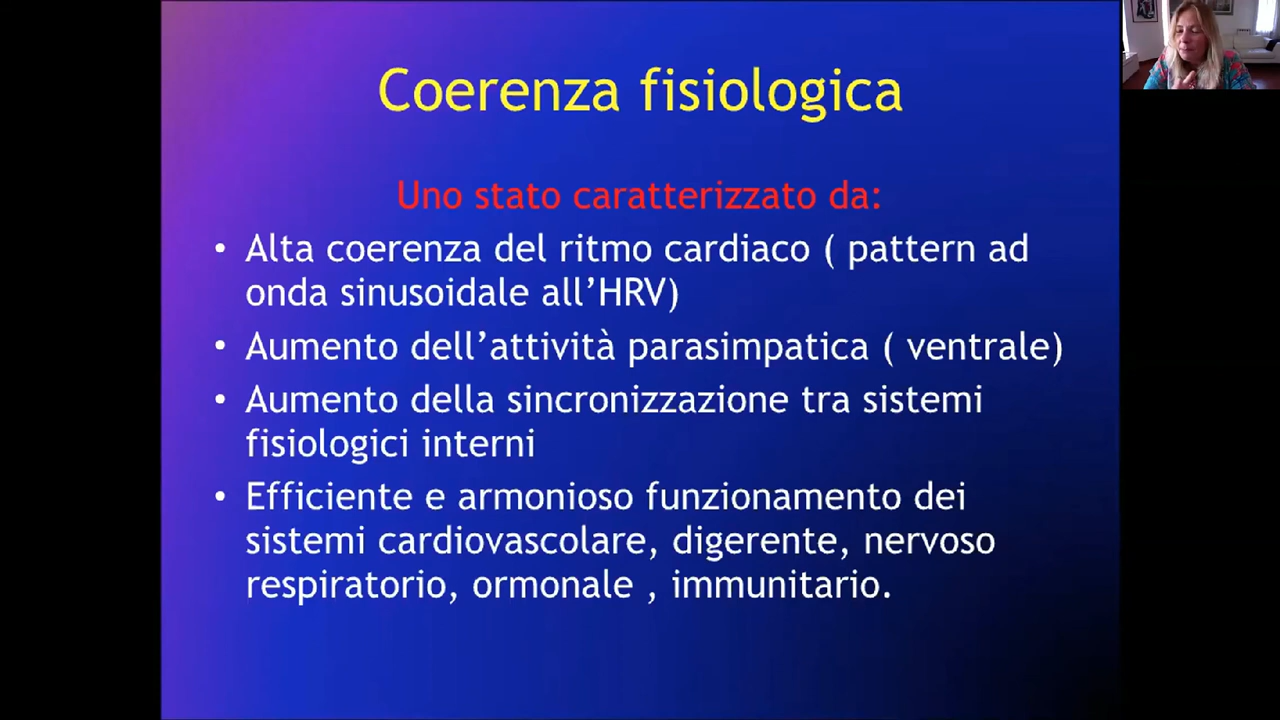 Coerenza fisiologica
Uno stato caratterizzato da:
• Alta coerenza del ritmo cardiaco ( pattern ad
onda sinusoidale all’HRV)
• Aumento dell’attività parasimpatica ( ventrale)
• Aumento della sincronizzazione tra sistemi
fisiologici interni
• Efficiente e armonioso funzionamento dei
sistemi cardiovascolare, digerente, nervoso
respiratorio, ormonale , immunitario.